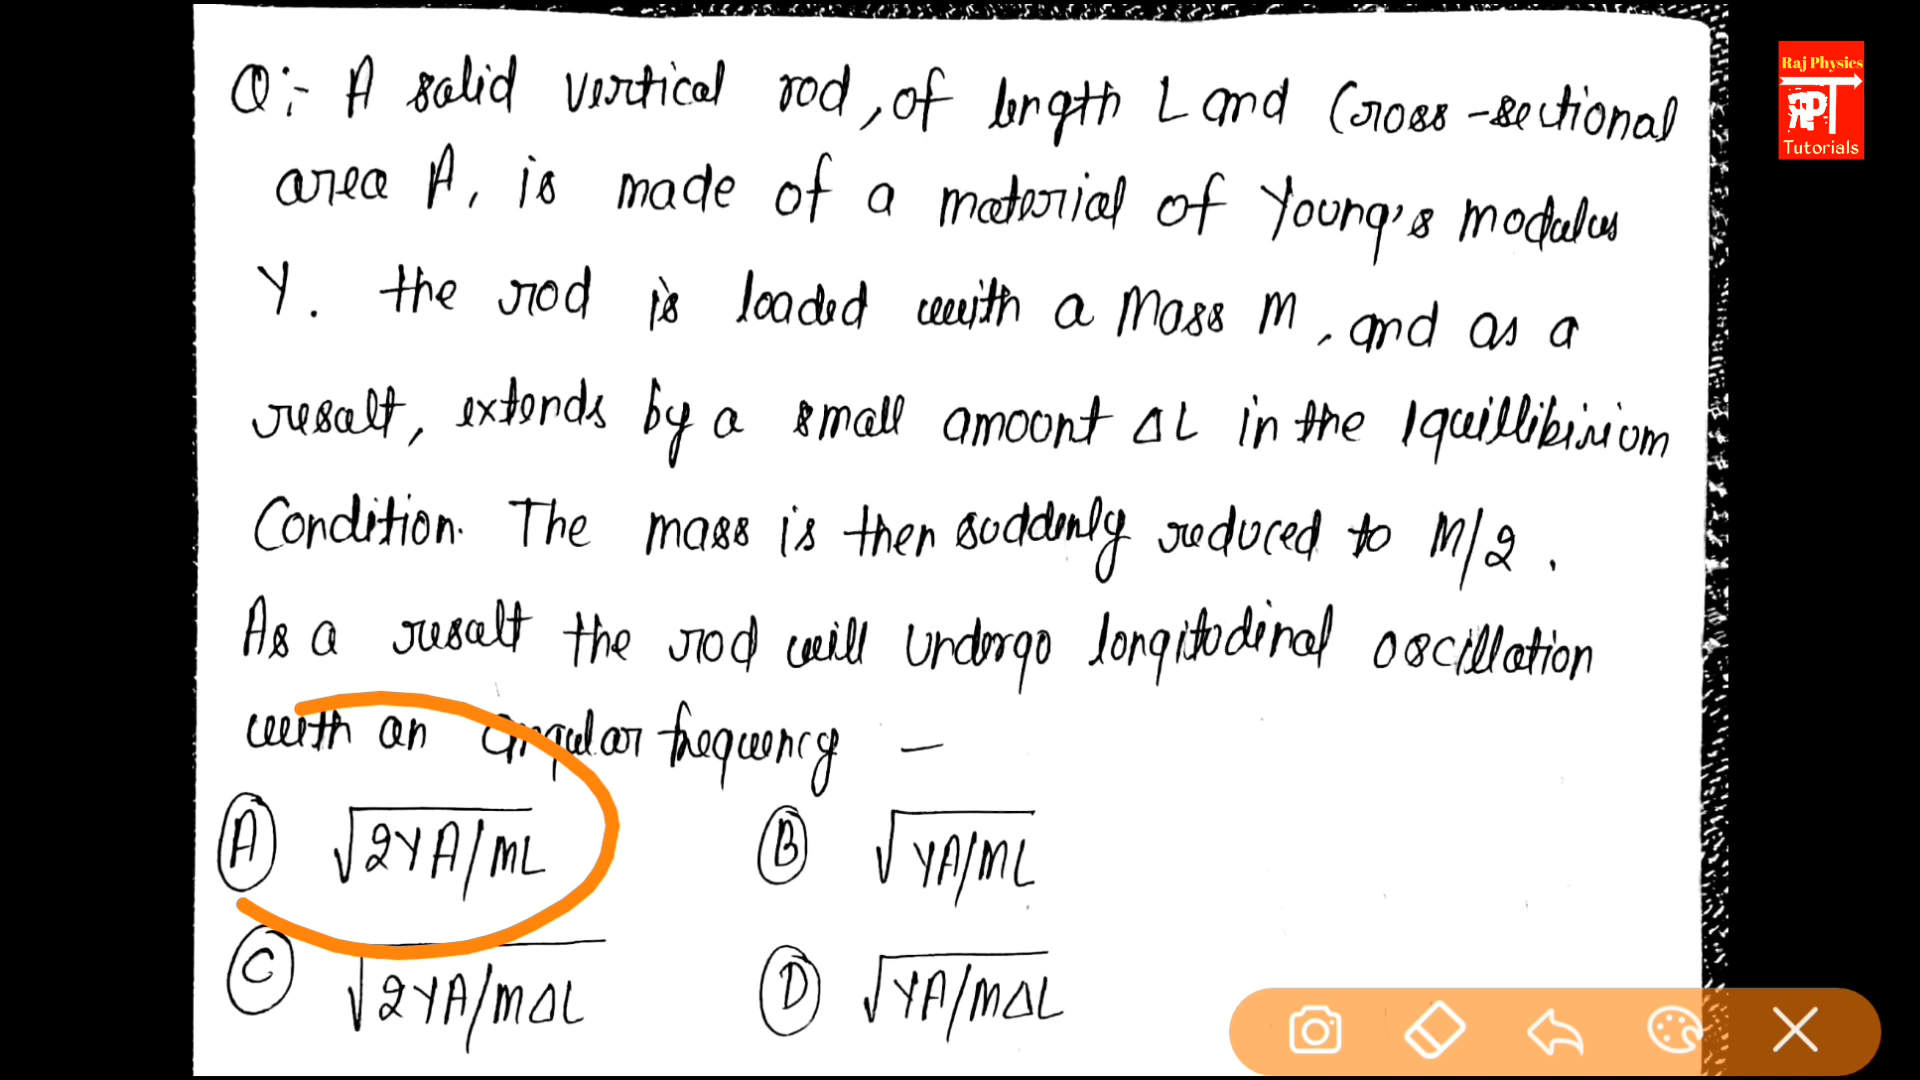 Q:- A solid vertical rod, of length L and Cross-sectional
area A, is made of a material of Young's modulus
Y. the rod is loaded with a mass M, and as a
result, extends by a small amount ΔL in the equillibirium
Condition. The mass is then suddenly reduced to M/2.
As a result the rod will undergo longitudinal oscillation
with an angular frequency —
(A) √2YA/ML (B) √YA/ML
(C) √2YA/MΔL (D) √YA/MΔL
Raj Physics
RPT
Tutorials